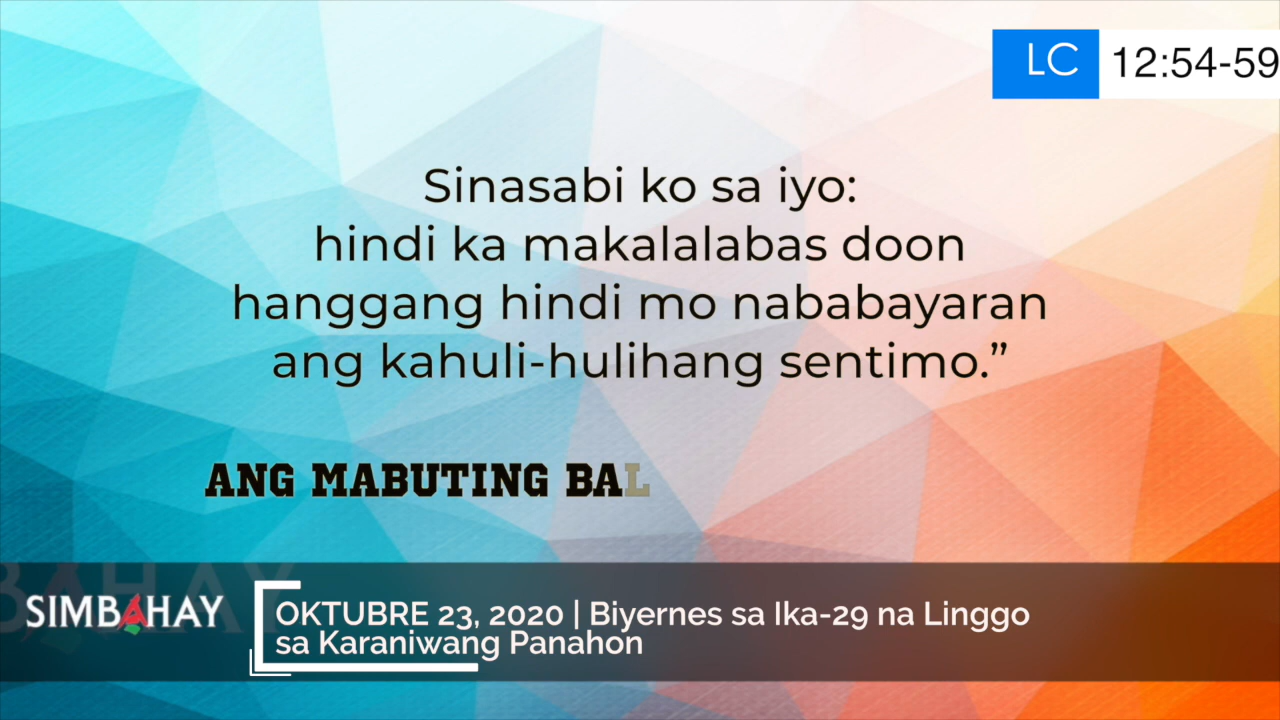 LC 12:54-59
Sinasabi ko sa iyo:
hindi ka makalalabas doon
hanggang hindi mo nababayaran
ang kahuli-hulihang sentimo.”
ANG MABUTING BAL
SIMBAHAY
OKTUBRE 23, 2020 | Biyernes sa Ika-29 na Linggo
sa Karaniwang Panahon